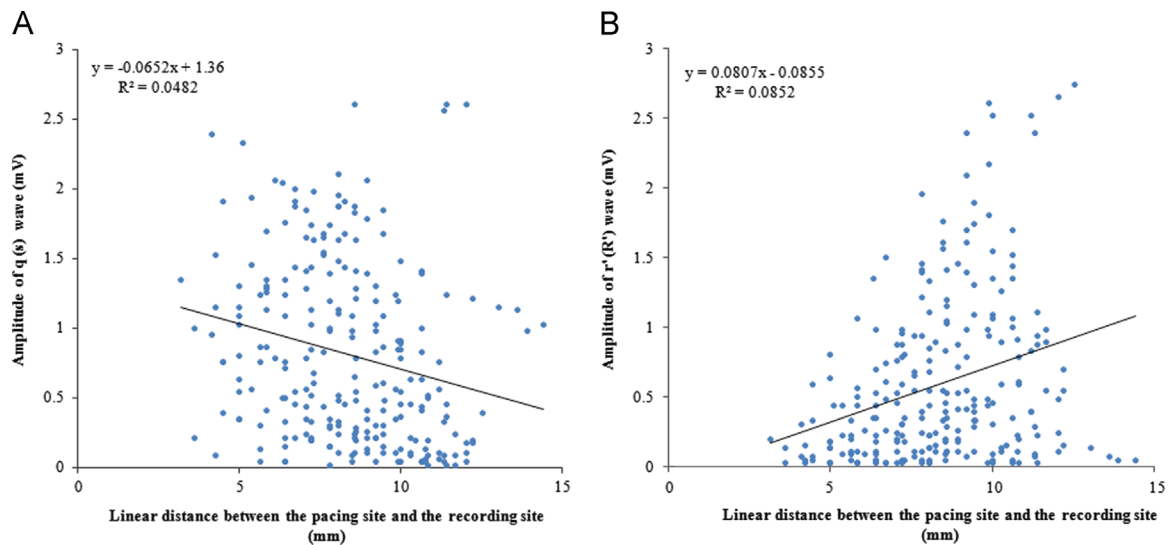 A
3
2.5
2
1.5
1
0.5
0
y = -0.0652x + 1.36
R² = 0.0482
Amplitude of q (s) wave (mV)
0 5 10 15
Linear distance between the pacing site and the recording site
(mm)
B
3
2.5
2
1.5
1
0.5
0
y = 0.0807x - 0.0855
R² = 0.0852
Amplitude of r' (R') wave (mV)
0 5 10 15
Linear distance between the pacing site and the recording site
(mm)